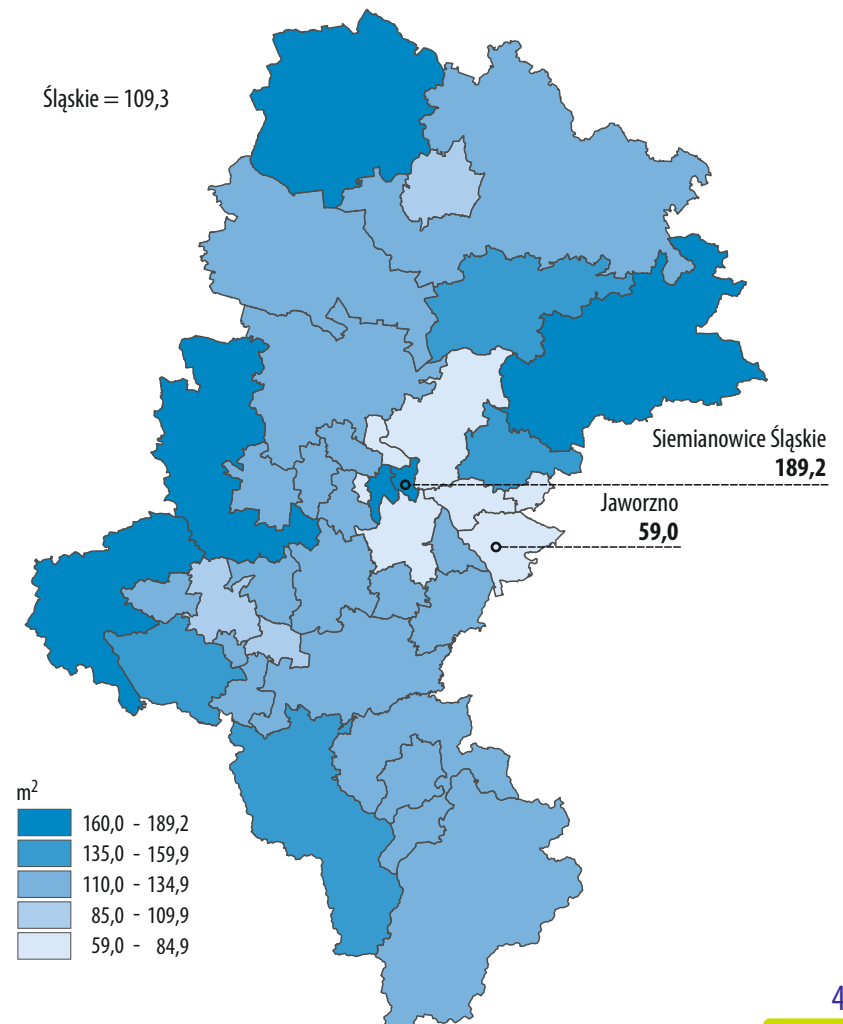 Śląskie = 109,3
Siemianowice Śląskie
189,2
Jaworzno
59,0
m²
160,0 - 189,2
135,0 - 159,9
110,0 - 134,9
85,0 - 109,9
59,0 - 84,9
4